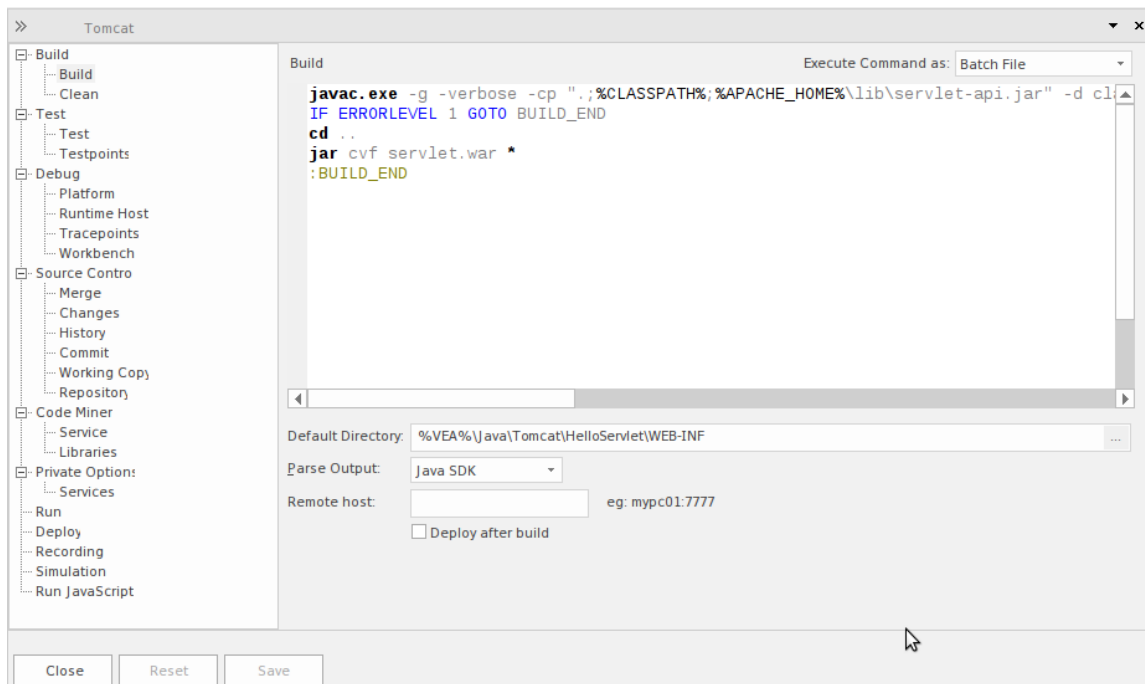 Tomcat
Build
Build
Clean
Test
Test
Testpoints
Debug
Platform
Runtime Host
Tracepoints
Workbench
Source Contro
Merge
Changes
History
Commit
Working Copy
Repository
Code Miner
Service
Libraries
Private Options
Services
Run
Deploy
Recording
Simulation
Run JavaScript
Build
Execute Command as: Batch File
javac.exe -g -verbose -cp ".;%CLASSPATH%;%APACHE_HOME%\lib\servlet-api.jar" -d cla
IF ERRORLEVEL 1 GOTO BUILD_END
cd ..
jar cvf servlet.war *
:BUILD_END
Default Directory: %VEA%\Java\Tomcat\HelloServlet\WEB-INF ...
Parse Output: Java SDK
Remote host: eg: mypc01:7777
Deploy after build
Close Reset Save